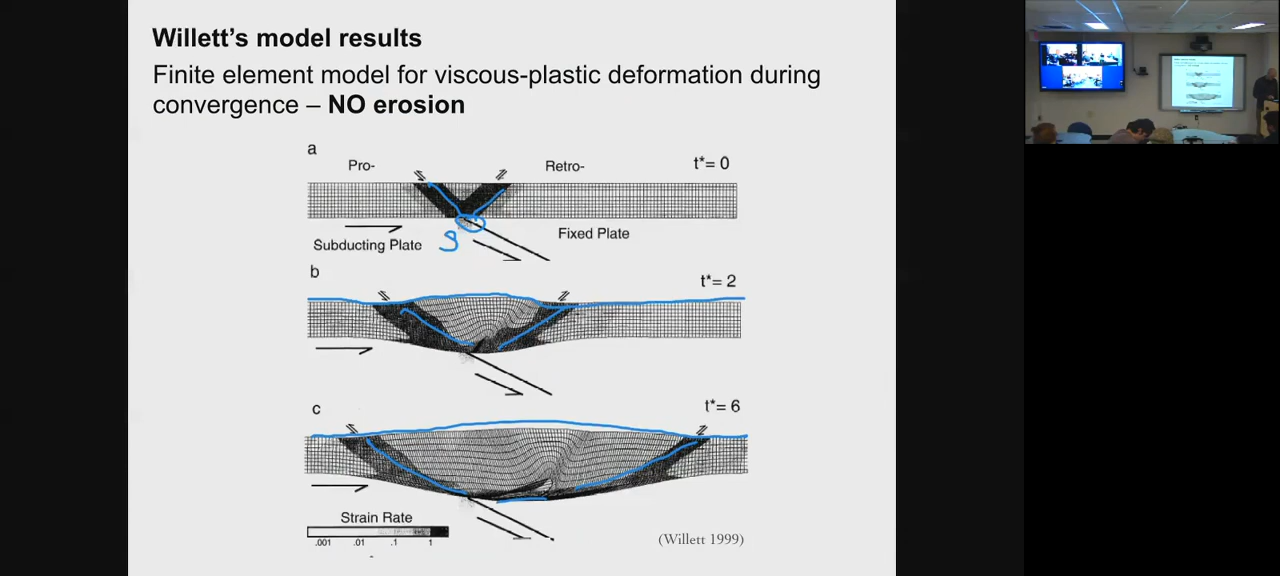 Willett's model results
Finite element model for viscous-plastic deformation during
convergence – NO erosion
a
Pro-
Retro-
t*= 0
Subducting Plate
S
Fixed Plate
b
t*= 2
c
t*= 6
Strain Rate
.001 .01 .1 1
(Willett 1999)